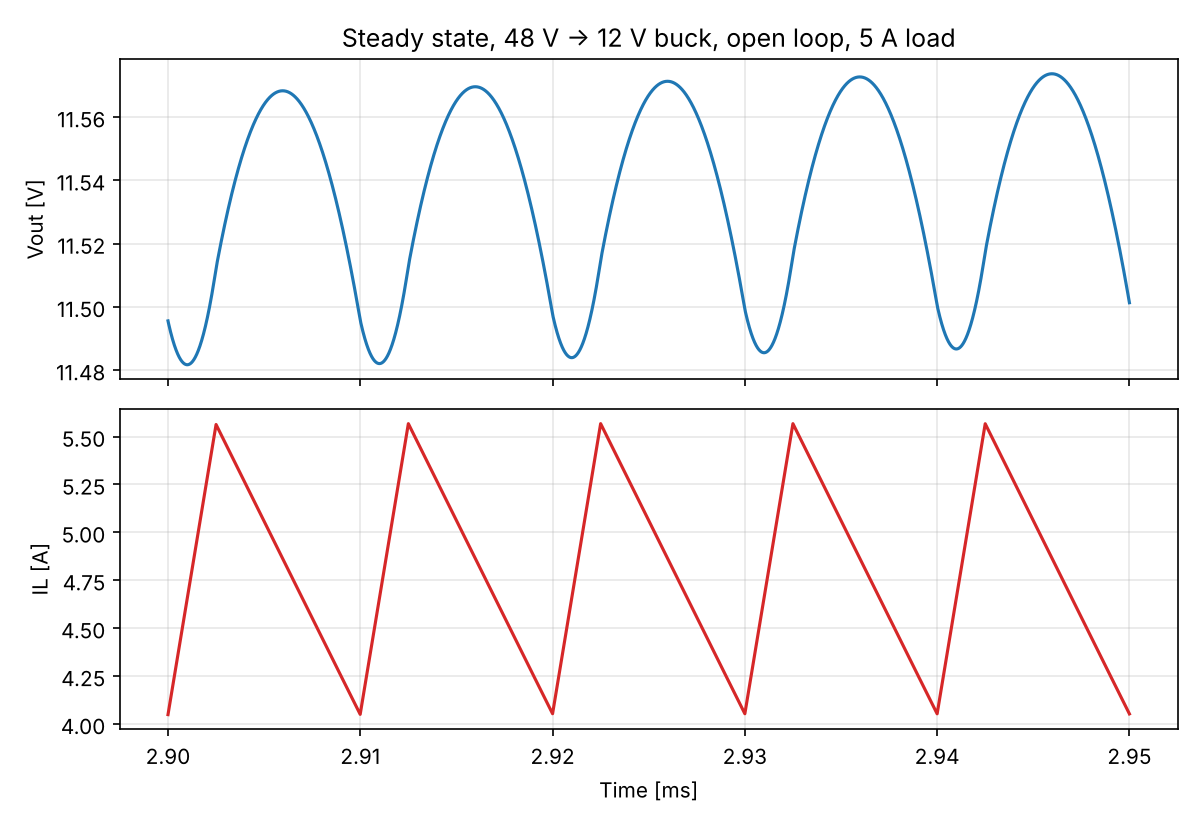 Steady state, 48 V → 12 V buck, open loop, 5 A load
Vout [V]
11.56
11.54
11.52
11.50
11.48
IL [A]
5.50
5.25
5.00
4.75
4.50
4.25
4.00
2.90 2.91 2.92 2.93 2.94 2.95
Time [ms]